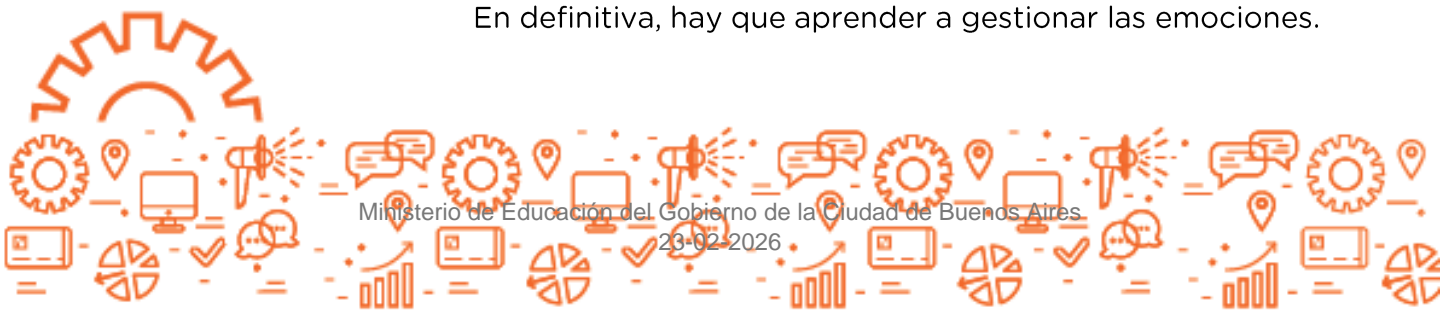 En definitiva, hay que aprender a gestionar las emociones.
Ministerio de Educación del Gobierno de la Ciudad de Buenos Aires
23-02-2026